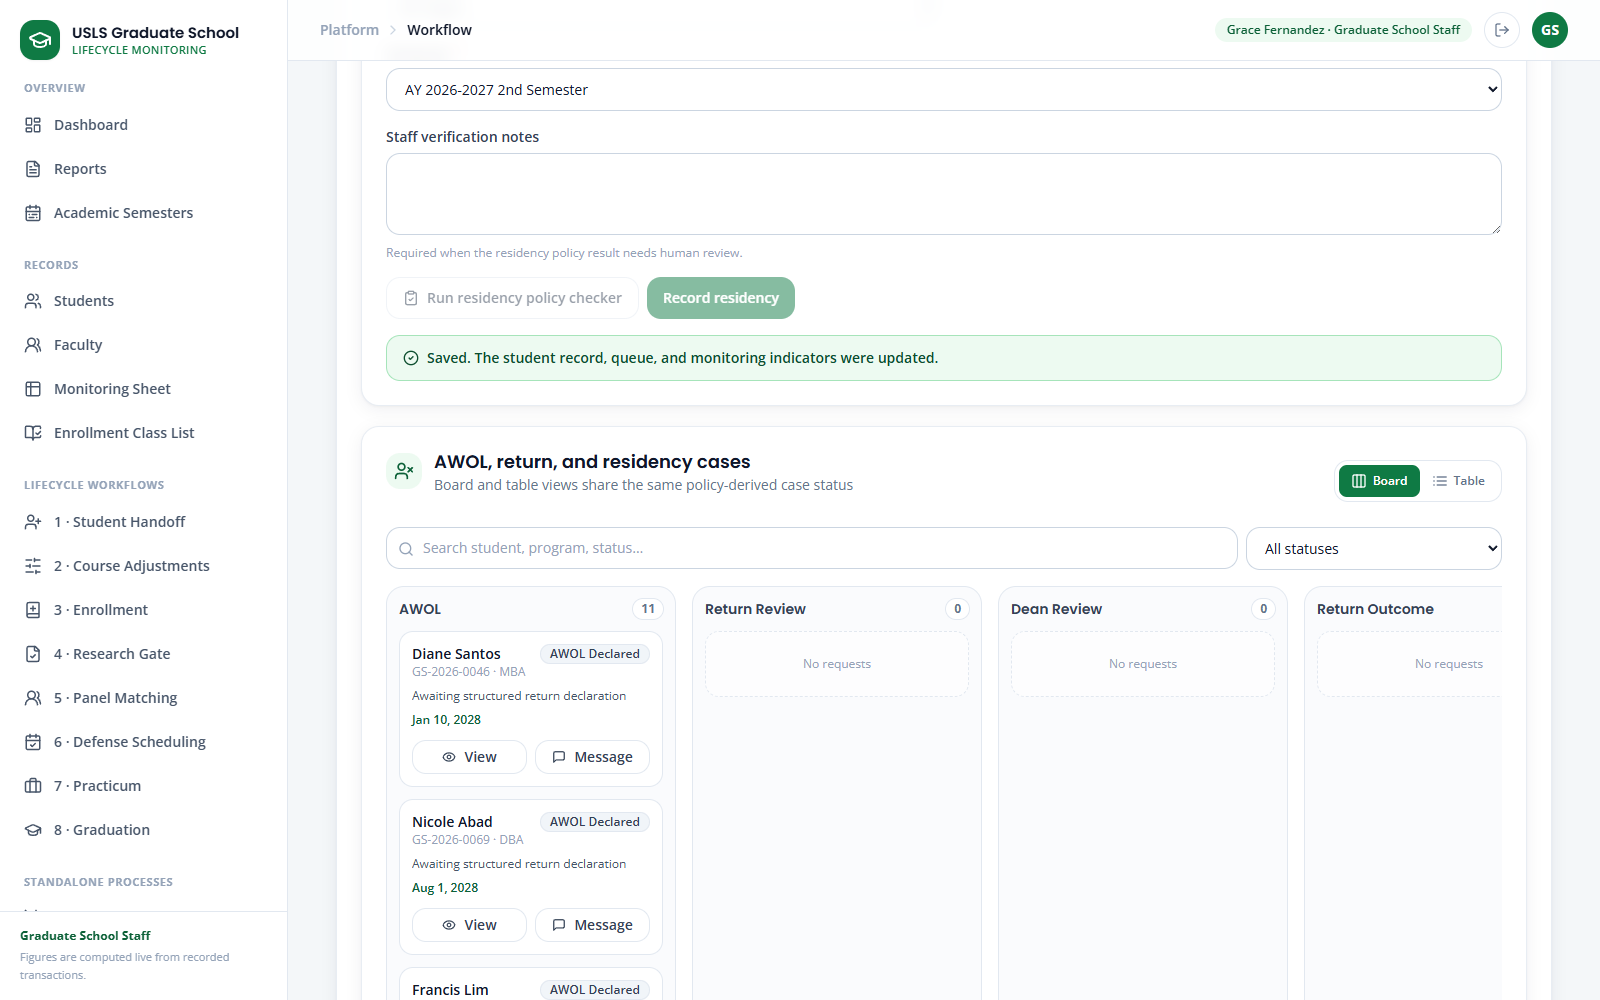 USLS Graduate School
LIFECYCLE MONITORING
OVERVIEW
Dashboard
Reports
Academic Semesters
RECORDS
Students
Faculty
Monitoring Sheet
Enrollment Class List
LIFECYCLE WORKFLOWS
1 · Student Handoff
2 · Course Adjustments
3 · Enrollment
4 · Research Gate
5 · Panel Matching
6 · Defense Scheduling
7 · Practicum
8 · Graduation
STANDALONE PROCESSES
Graduate School Staff
Figures are computed live from recorded
transactions.
Platform
Workflow
Grace Fernandez · Graduate School Staff
GS
AY 2026-2027 2nd Semester
Staff verification notes
Required when the residency policy result needs human review.
Run residency policy checker
Record residency
Saved. The student record, queue, and monitoring indicators were updated.
AWOL, return, and residency cases
Board and table views share the same policy-derived case status
Board
Table
Search student, program, status...
All statuses
AWOL
11
Diane Santos
AWOL Declared
GS-2026-0046 · MBA
Awaiting structured return declaration
Jan 10, 2028
View
Message
Nicole Abad
AWOL Declared
GS-2026-0069 · DBA
Awaiting structured return declaration
Aug 1, 2028
View
Message
Francis Lim
AWOL Declared
Return Review
0
No requests
Dean Review
0
No requests
Return Outcome
No requests